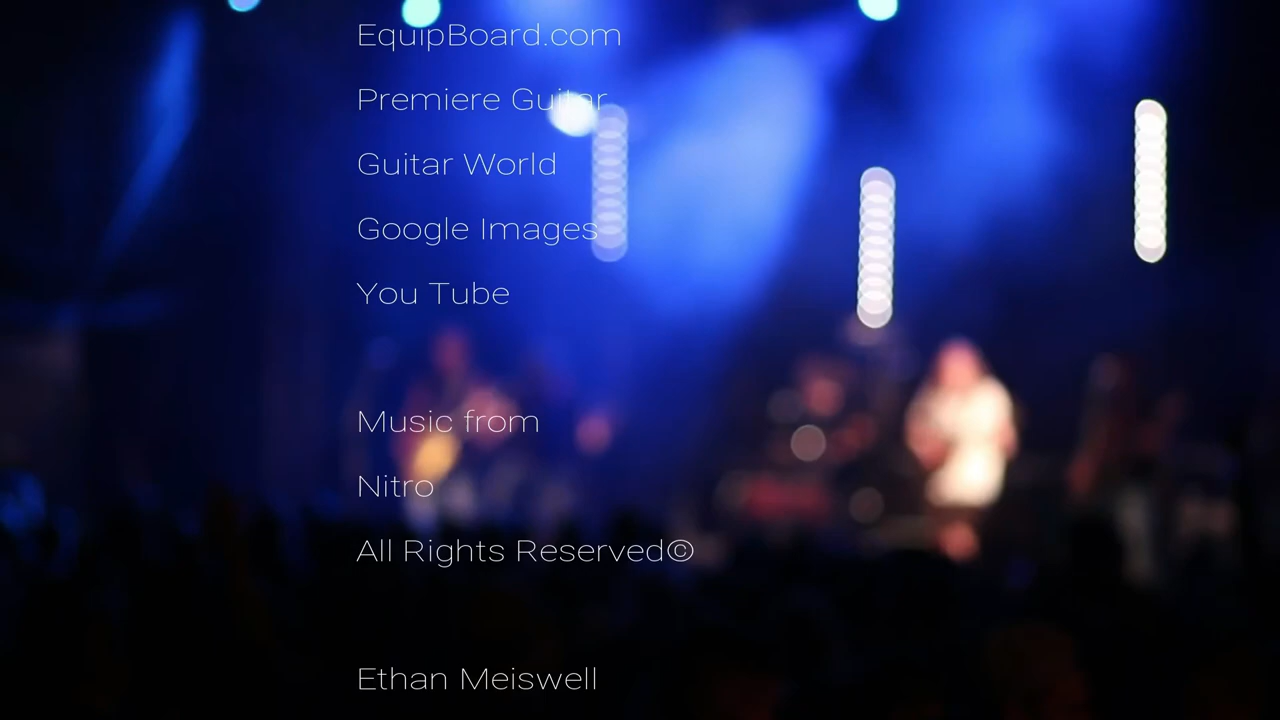 EquipBoard.com
Premiere Guitar
Guitar World
Google Images
You Tube
Music from
Nitro
All Rights Reserved©
Ethan Meiswell